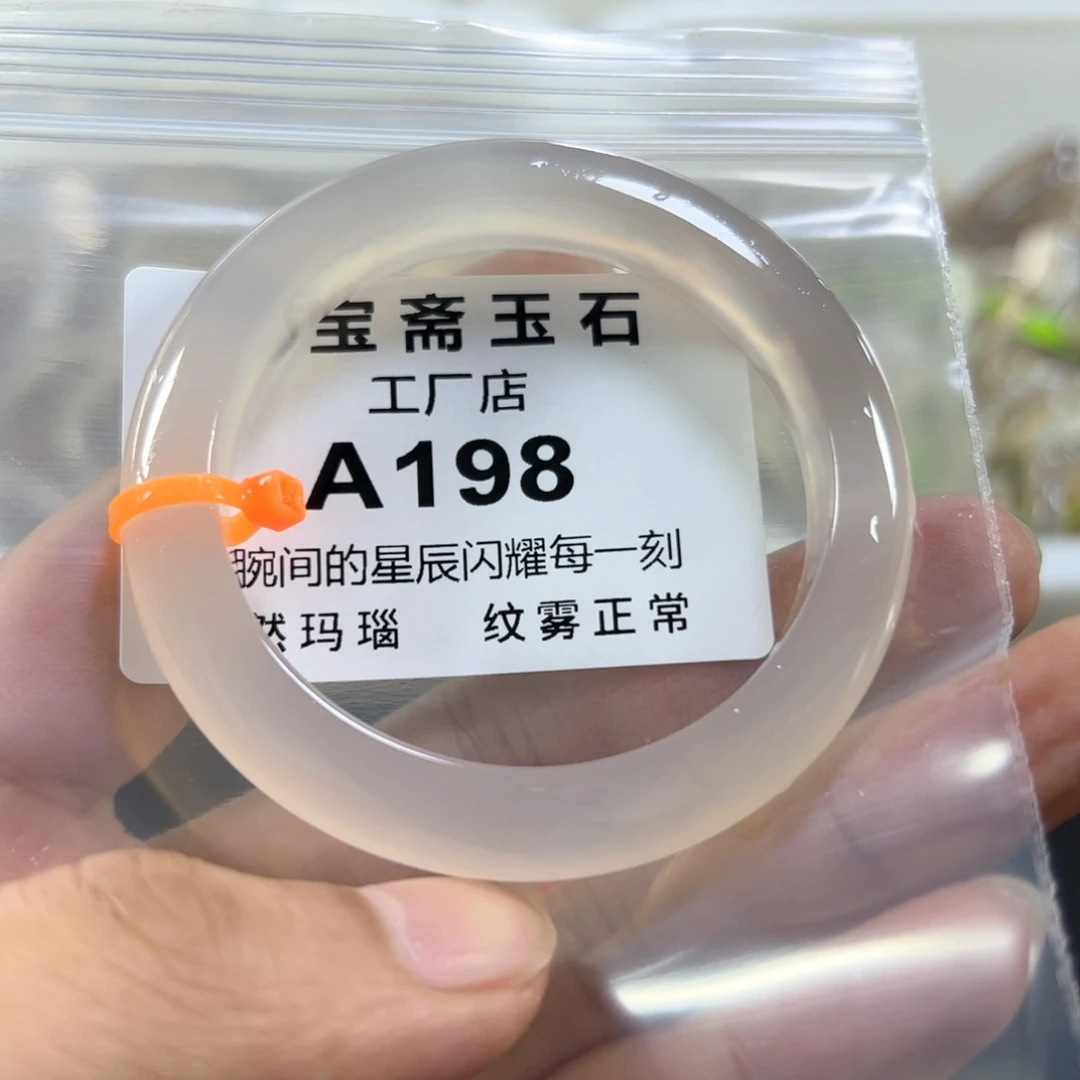 宝斋玉石
工厂店
A198
腕间的星辰闪耀每一刻
然玛瑙 纹雾正常